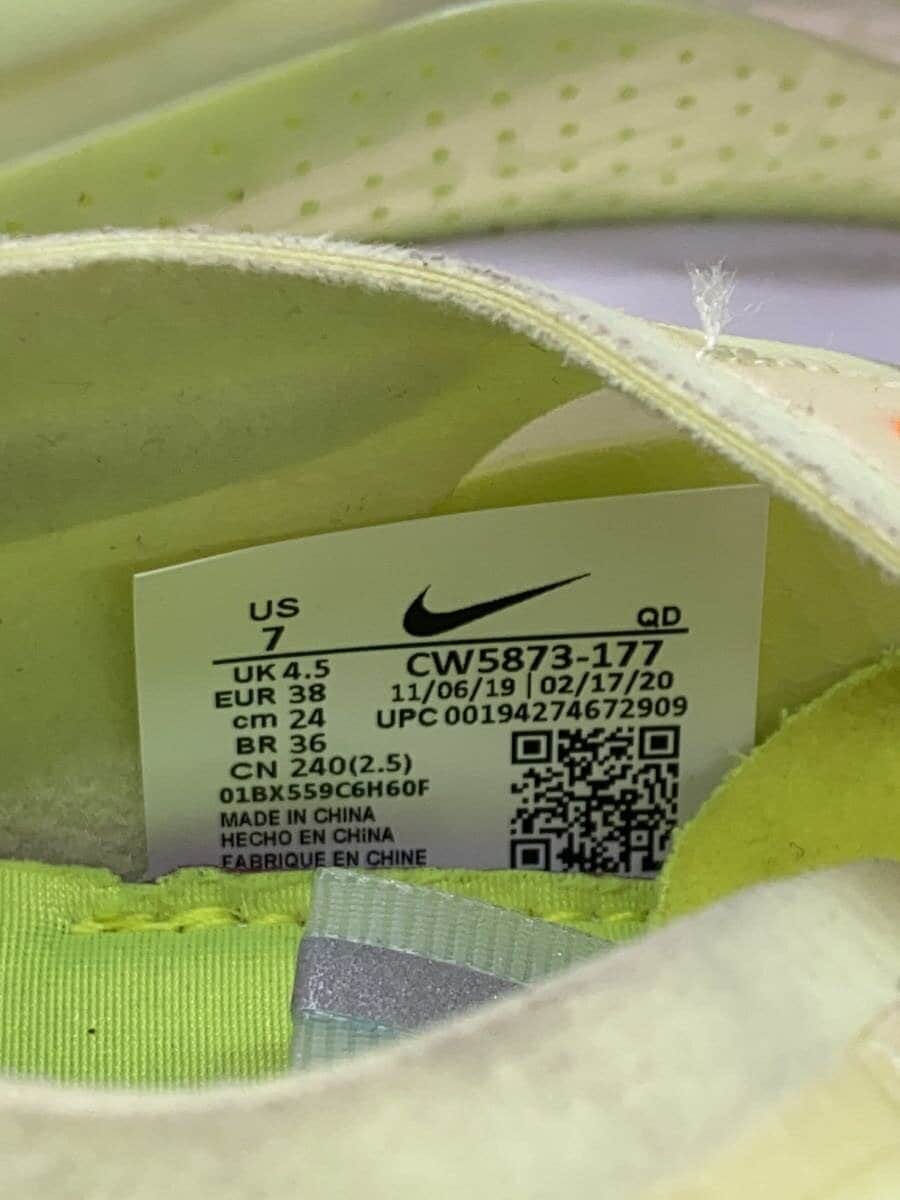 US
7
QD
UK 4.5
EUR 38
cm 24
BR 36
CN 240(2.5)
CW5873-177
11/06/19 | 02/17/20
UPC 00194274672909
01BX559C6H60F
MADE IN CHINA
HECHO EN CHiNA
FABRIQUE EN CHINE